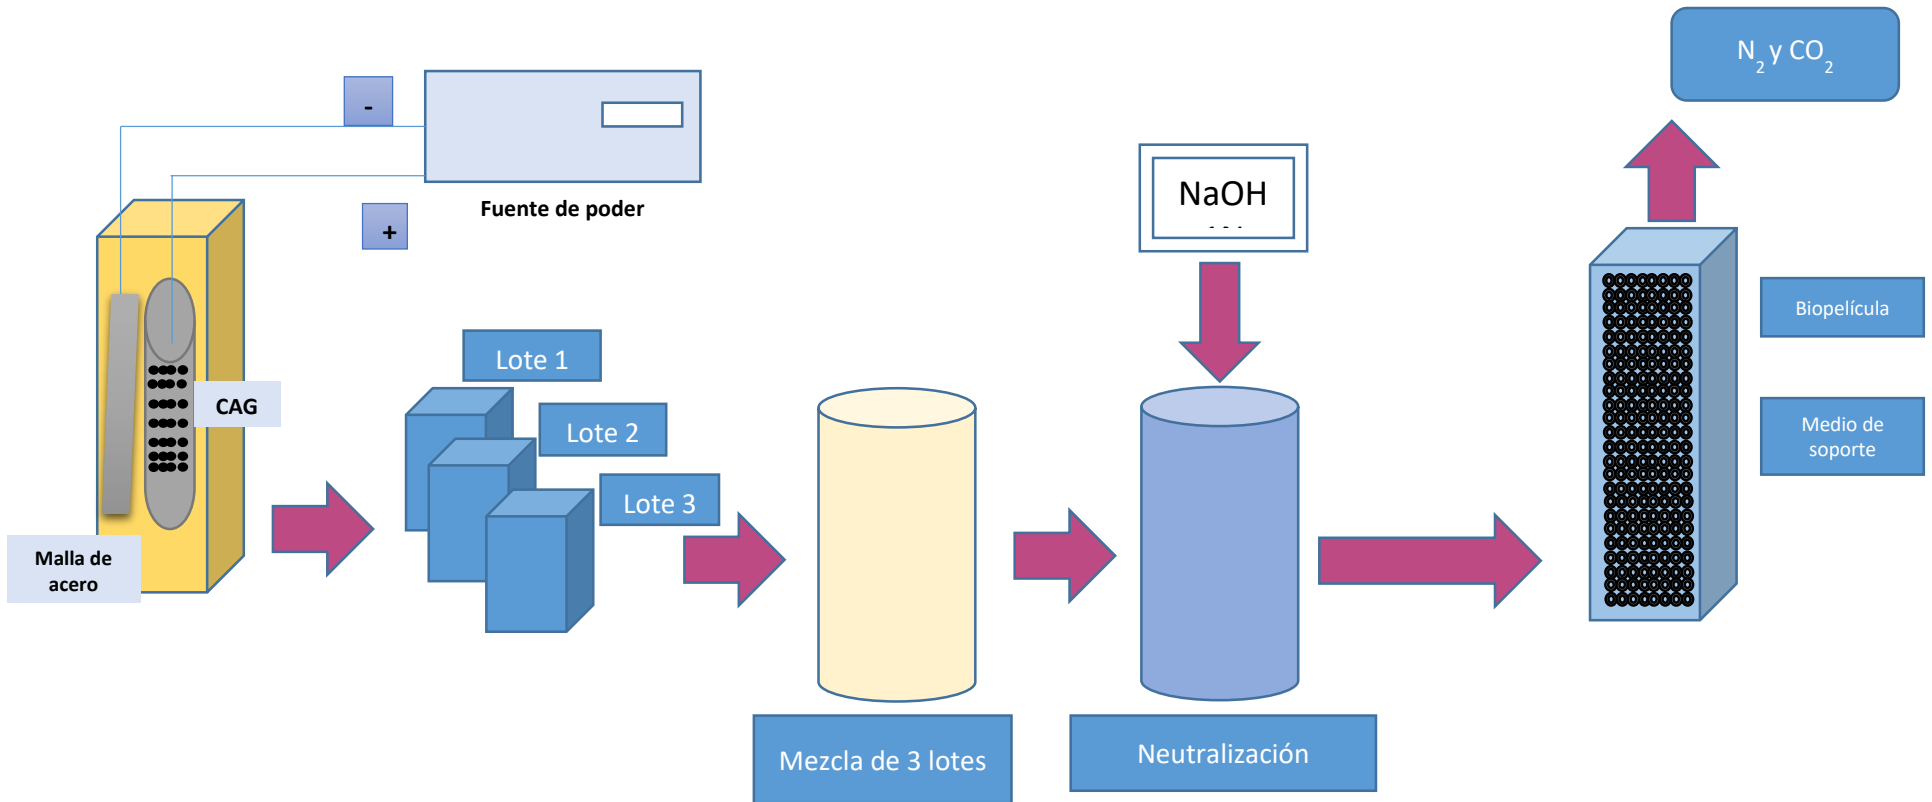 N2 y CO2
-
Fuente de poder
+
NaOH
CAG
Malla de
acero
Lote 1
Lote 2
Lote 3
Biopelícula
Medio de
soporte
Mezcla de 3 lotes
Neutralización